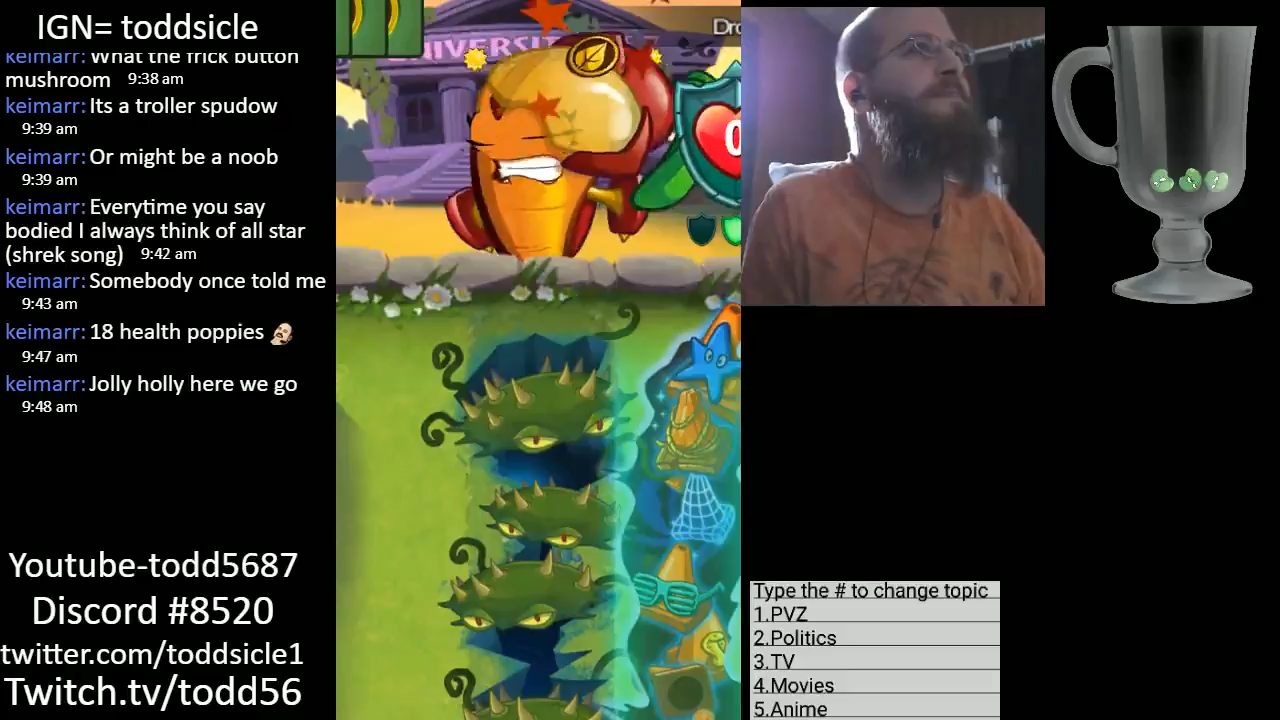 IGN= toddsicle
keimarr: What the frick button
mushroom 9:38 am
keimarr: Its a troller spudow
9:39 am
keimarr: Or might be a noob
9:39 am
keimarr: Everytime you say
bodied I always think of all star
(shrek song) 9:42 am
keimarr: Somebody once told me
9:43 am
keimarr: 18 health poppies
9:47 am
keimarr: Jolly holly here we go
9:48 am
Youtube-todd5687
Discord #8520
twitter.com/toddsicle1
Twitch.tv/todd56
Type the # to change topic
1.PVZ
2.Politics
3.TV
4.Movies
5.Anime